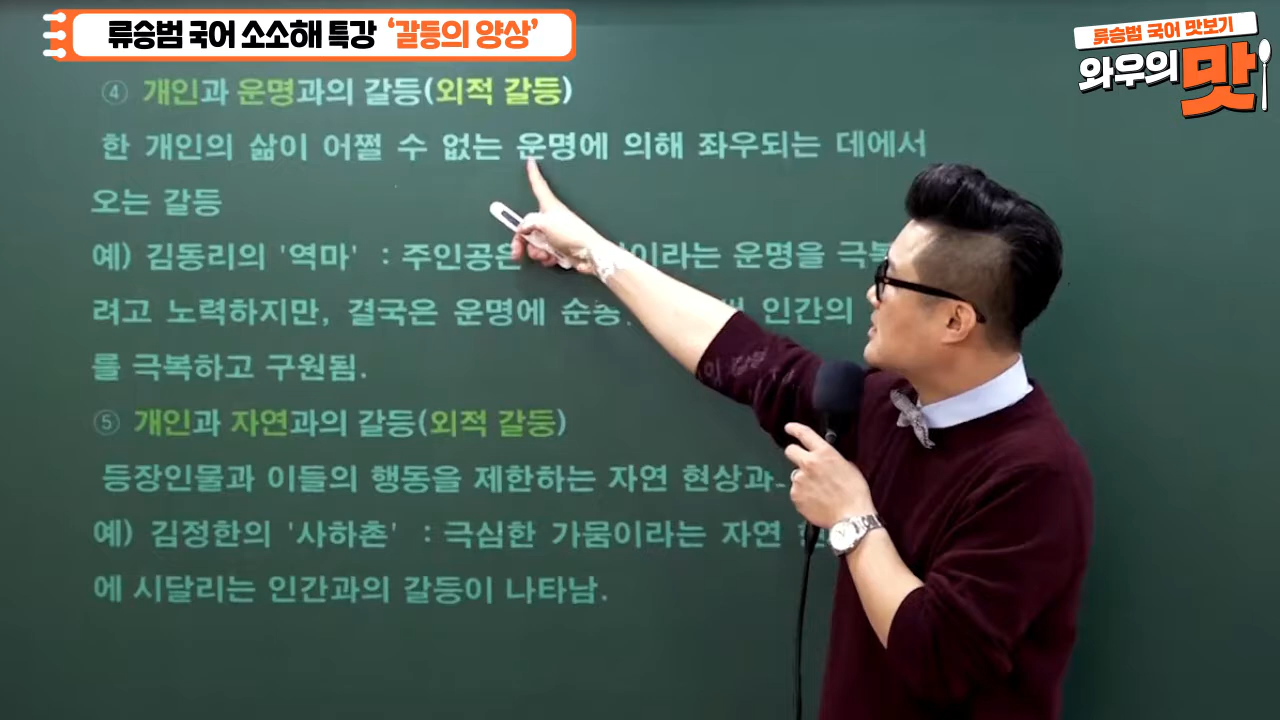 류승범 국어 소소해 특강 '갈등의 양상'
류승범 국어 맛보기
와우의 맛
④ 개인과 운명과의 갈등(외적 갈등)
한 개인의 삶이 어쩔 수 없는 운명에 의해 좌우되는 데에서
오는 갈등
예) 김동리의 '역마' : 주인공은 운명을
려고 노력하지만, 결국은 운명에 인간의
를 극복하고 구원됨.
⑤ 개인과 자연과의 갈등(외적 갈등)
등장인물과 이들의 행동을 제한하는 자연 현상과
예) 김정한의 '사하촌' : 극심한 가뭄이라는 자연
에 시달리는 인간과의 갈등이 나타남.